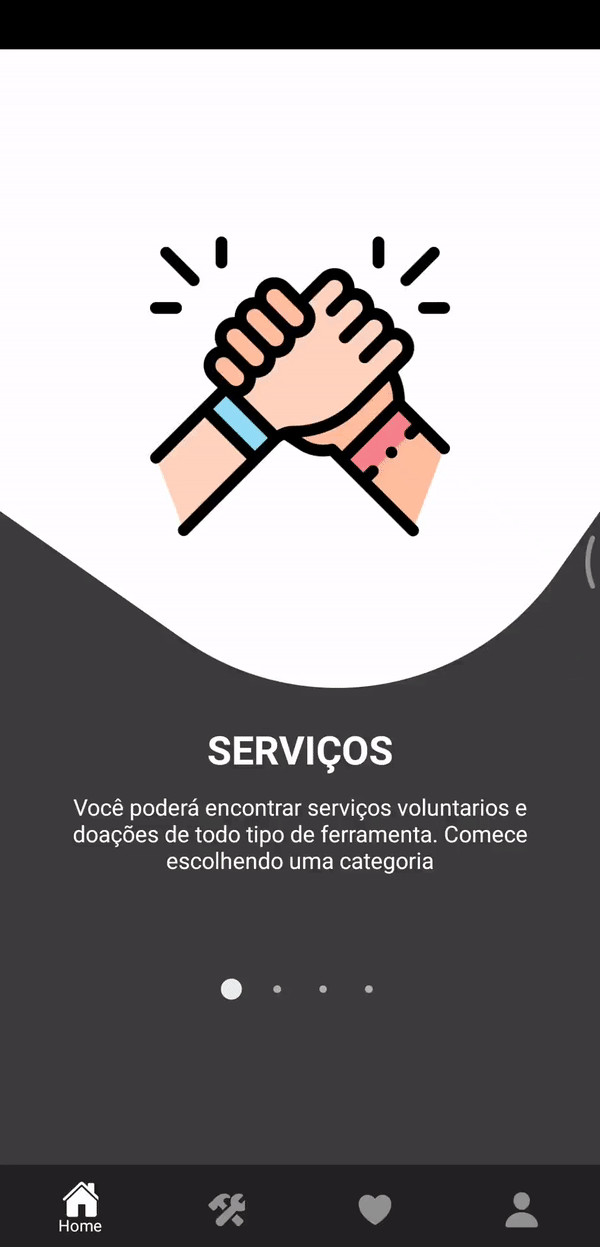 SERVIÇOS
Você poderá encontrar serviços voluntarios e
doações de todo tipo de ferramenta. Comece
escolhendo uma categoria
Home